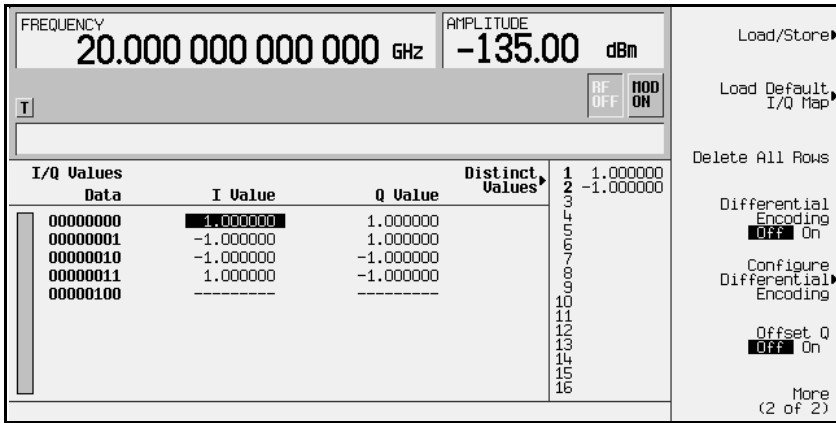 FREQUENCY
20.000 000 000 000 GHz
AMPLITUDE
-135.00 dBm
RF OFF
MOD ON
T
I/Q Values
Distinct Values
Data I Value Q Value
00000000 1.000000 1.000000
00000001 -1.000000 1.000000
00000010 -1.000000 -1.000000
00000011 1.000000 -1.000000
00000100 --------- ---------
1 1.000000
2 -1.000000
3
4
5
6
7
8
9
10
11
12
13
14
15
16
Load/Store
Load Default
I/Q Map
Delete All Rows
Differential
Encoding
Off On
Configure
Differential
Encoding
Offset Q
Off On
More
(2 of 2)